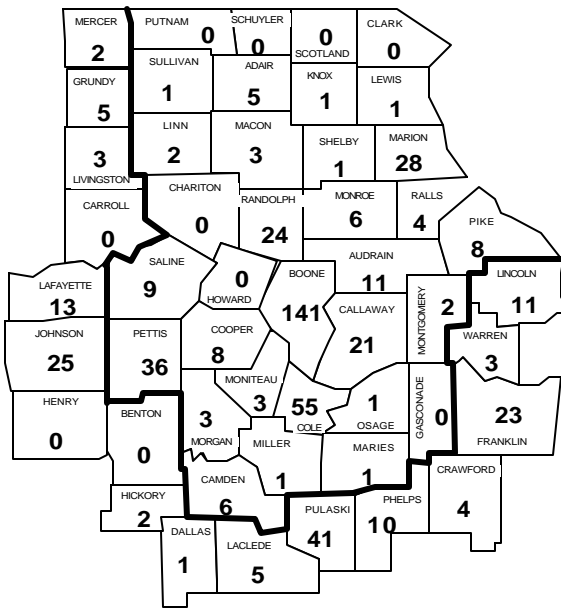 MERCER
2
PUTNAM
0
SCHUYLER
0
0
SCOTLAND
CLARK
0
GRUNDY
5
SULLIVAN
1
ADAIR
5
KNOX
1
LEWIS
1
3
LIVINGSTON
LINN
2
MACON
3
SHELBY
1
MARION
28
CARROLL
0
CHARITON
0
RANDOLPH
24
MONROE
6
RALLS
4
PIKE
8
LAFAYETTE
13
SALINE
9
0
HOWARD
BOONE
141
AUDRAIN
11
MONTGOMERY
2
LINCOLN
11
JOHNSON
25
PETTIS
36
COOPER
8
CALLAWAY
21
WARREN
3
HENRY
0
BENTON
0
3
MORGAN
MONITEAU
3
55
COLE
1
OSAGE
GASCONADE
0
23
FRANKLIN
MILLER
1
MARIES
1
HICKORY
2
CAMDEN
6
PULASKI
41
PHELPS
10
CRAWFORD
4
DALLAS
1
LACLEDE
5